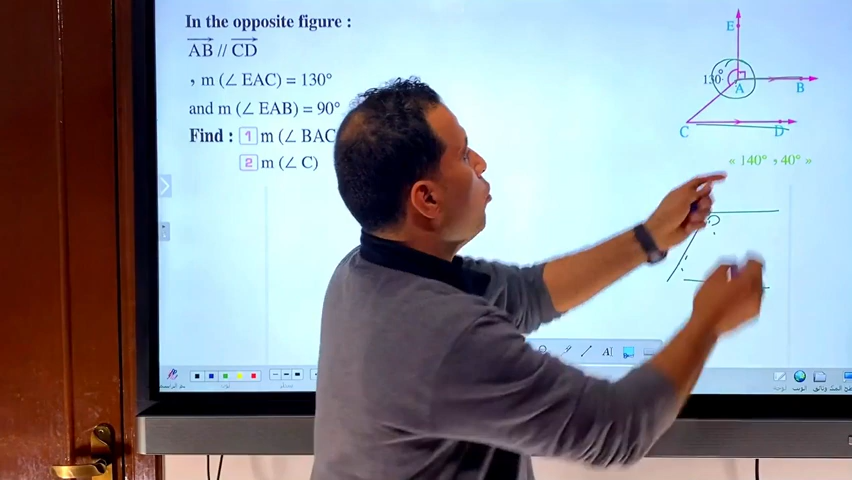 In the opposite figure :
AB // CD
, m (∠ EAC) = 130°
and m (∠ EAB) = 90°
Find : 1 m (∠ BAC
2 m (∠ C)
E
130°
A
B
C
D
« 140° , 40° »
?
A